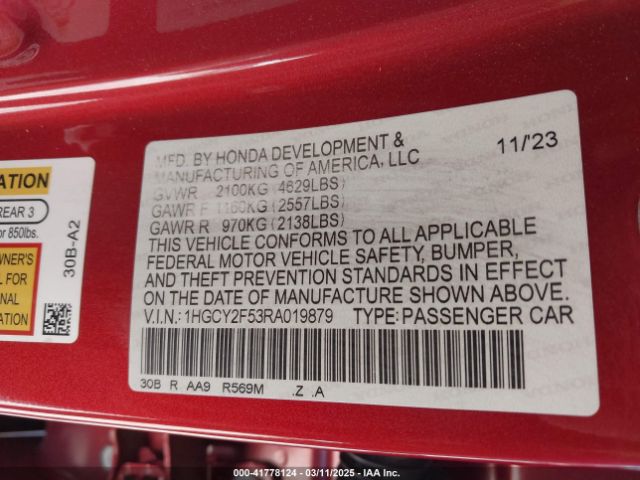 MFD. BY HONDA DEVELOPMENT & 11/'23
MANUFACTURING OF AMERICA, LLC
GVWR 2100KG (4629LBS)
GAWR F 1160KG (2557LBS)
GAWR R 970KG (2138LBS)
THIS VEHICLE CONFORMS TO ALL APPLICABLE
FEDERAL MOTOR VEHICLE SAFETY, BUMPER,
AND THEFT PREVENTION STANDARDS IN EFFECT
ON THE DATE OF MANUFACTURE SHOWN ABOVE.
V.I.N: 1HGCY2F53RA019879 TYPE: PASSENGER CAR
30B R AA9 R569M .Z .A
ATION
REAR 3
or 850lbs.
OWNER'S
L FOR
ONAL
ATION
30B-A2
000-41778124 - 03/11/2025 - IAA Inc.